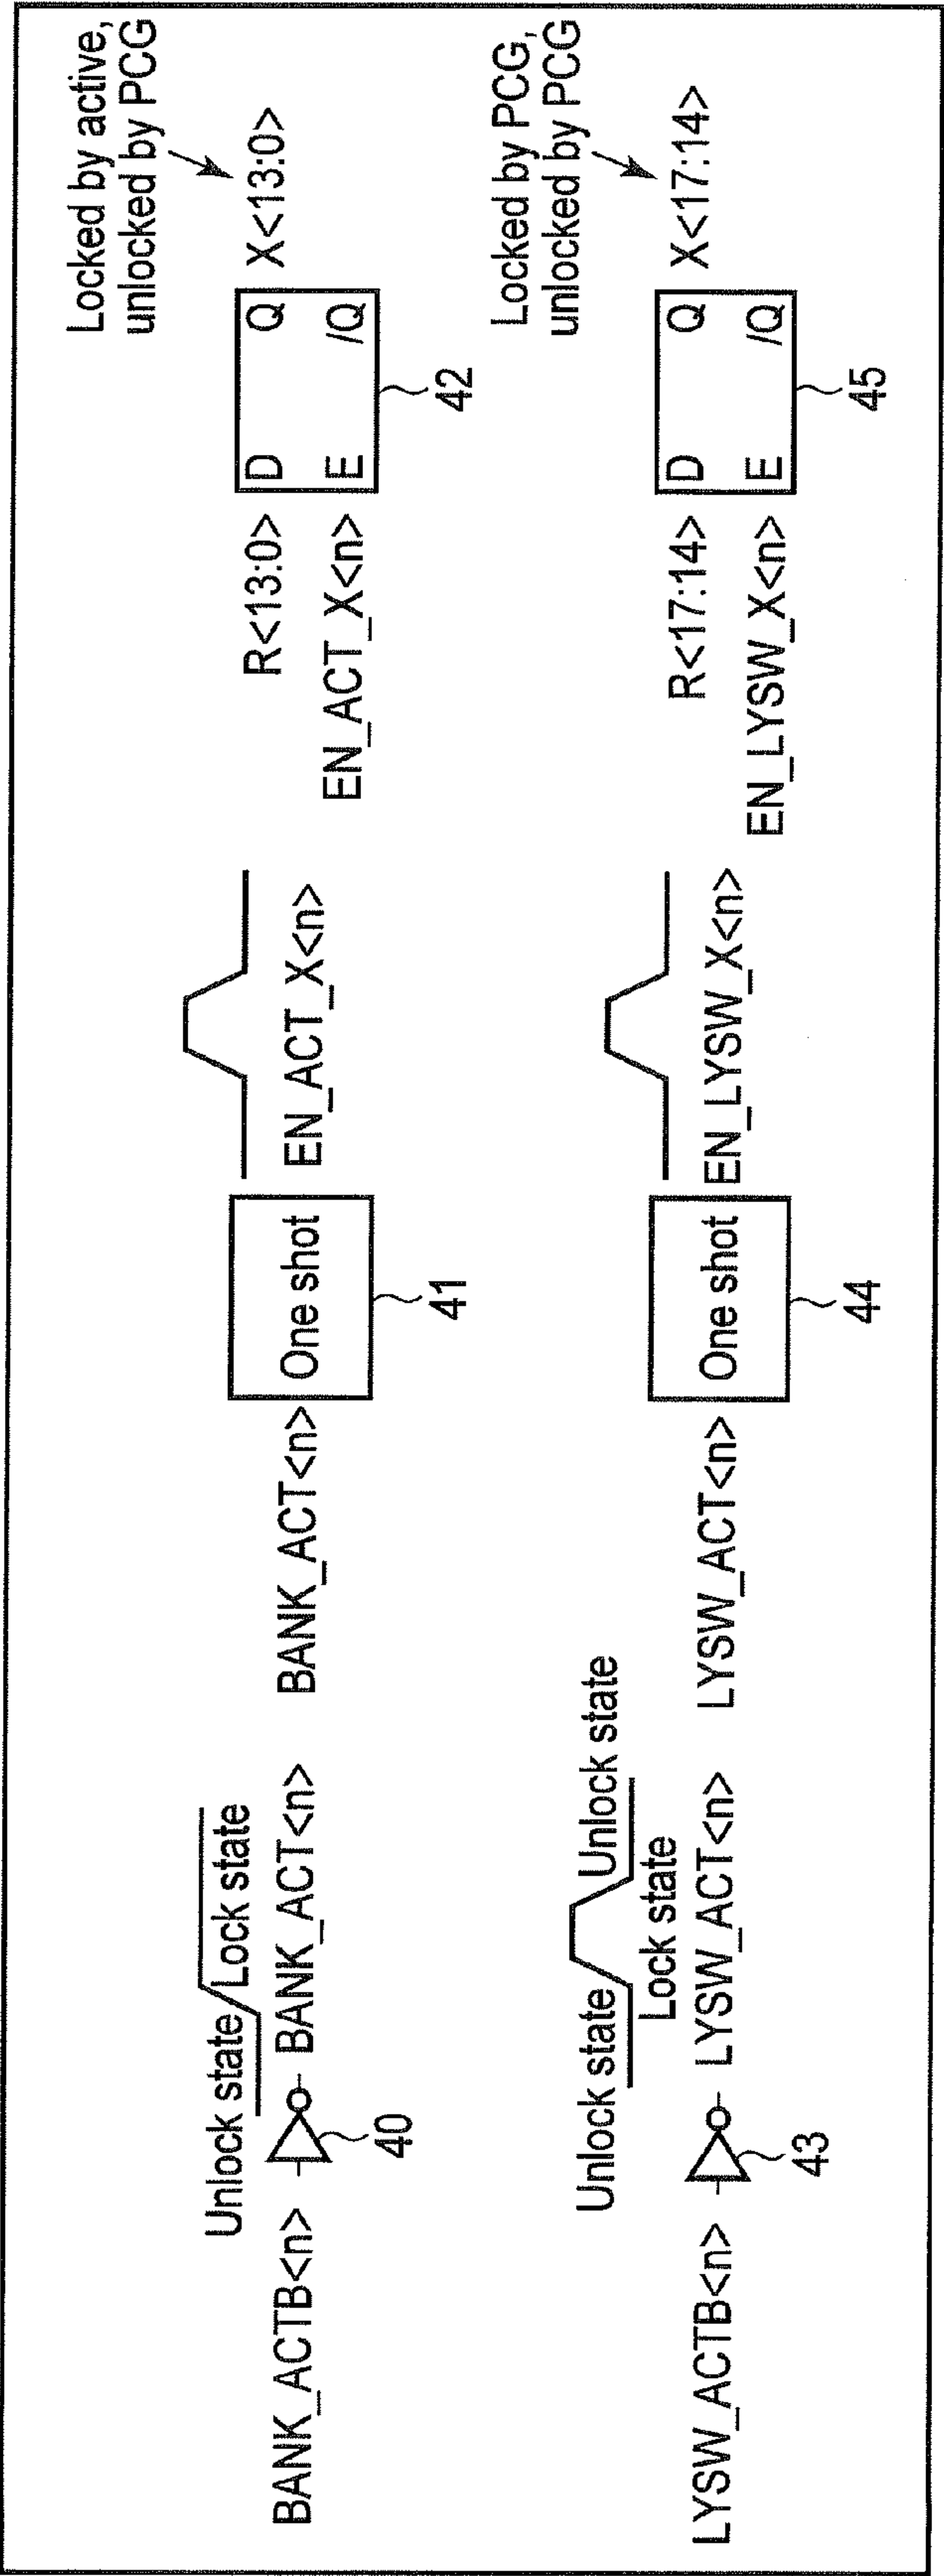 Locked by active,
unlocked by PCG
Unlock state
Lock state
BANK_ACTB<n>
BANK_ACT<n>
BANK_ACT<n>
One shot
EN_ACT_X<n>
R<13:0>
EN_ACT_X<n>
D
Q
E
/Q
X<13:0>
40
41
42
Locked by PCG,
unlocked by PCG
Unlock state
Unlock state
Lock state
LYSW_ACTB<n>
LYSW_ACT<n>
LYSW_ACT<n>
One shot
EN_LYSW_X<n>
R<17:14>
EN_LYSW_X<n>
D
Q
E
/Q
X<17:14>
43
44
45